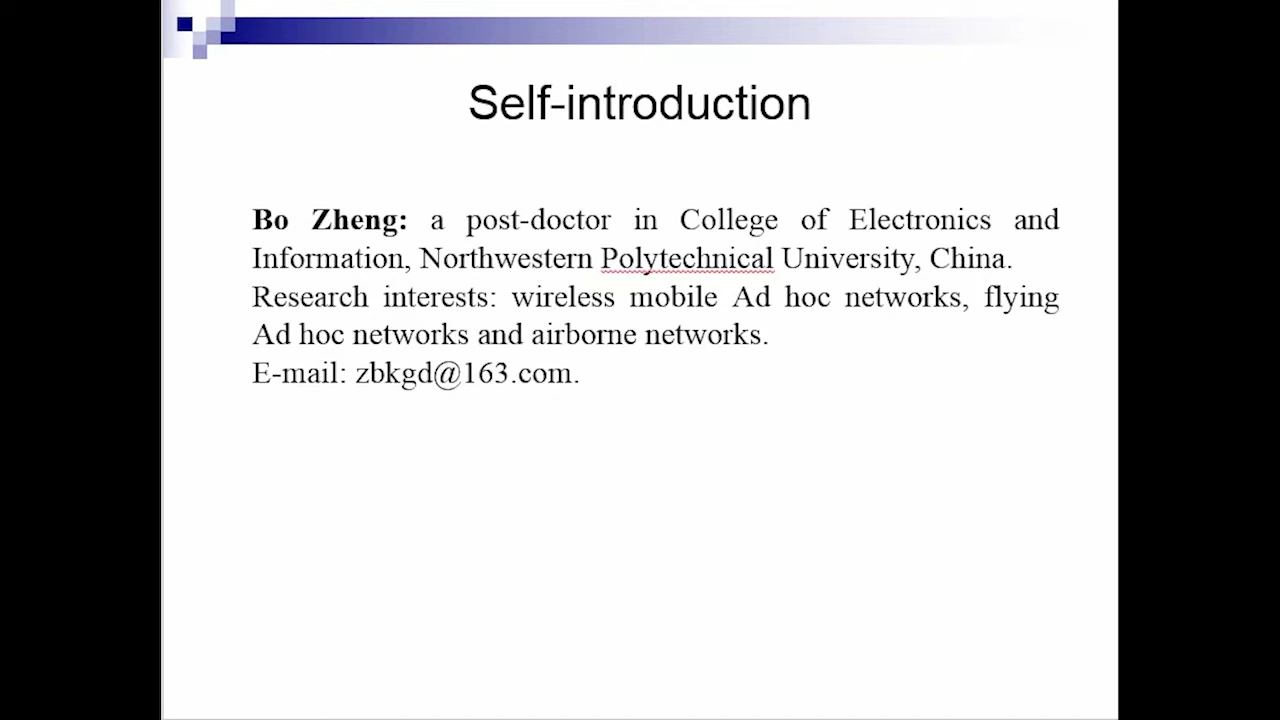 Self-introduction
Bo Zheng: a post-doctor in College of Electronics and
Information, Northwestern Polytechnical University, China.
Research interests: wireless mobile Ad hoc networks, flying
Ad hoc networks and airborne networks.
E-mail: zbkgd@163.com.